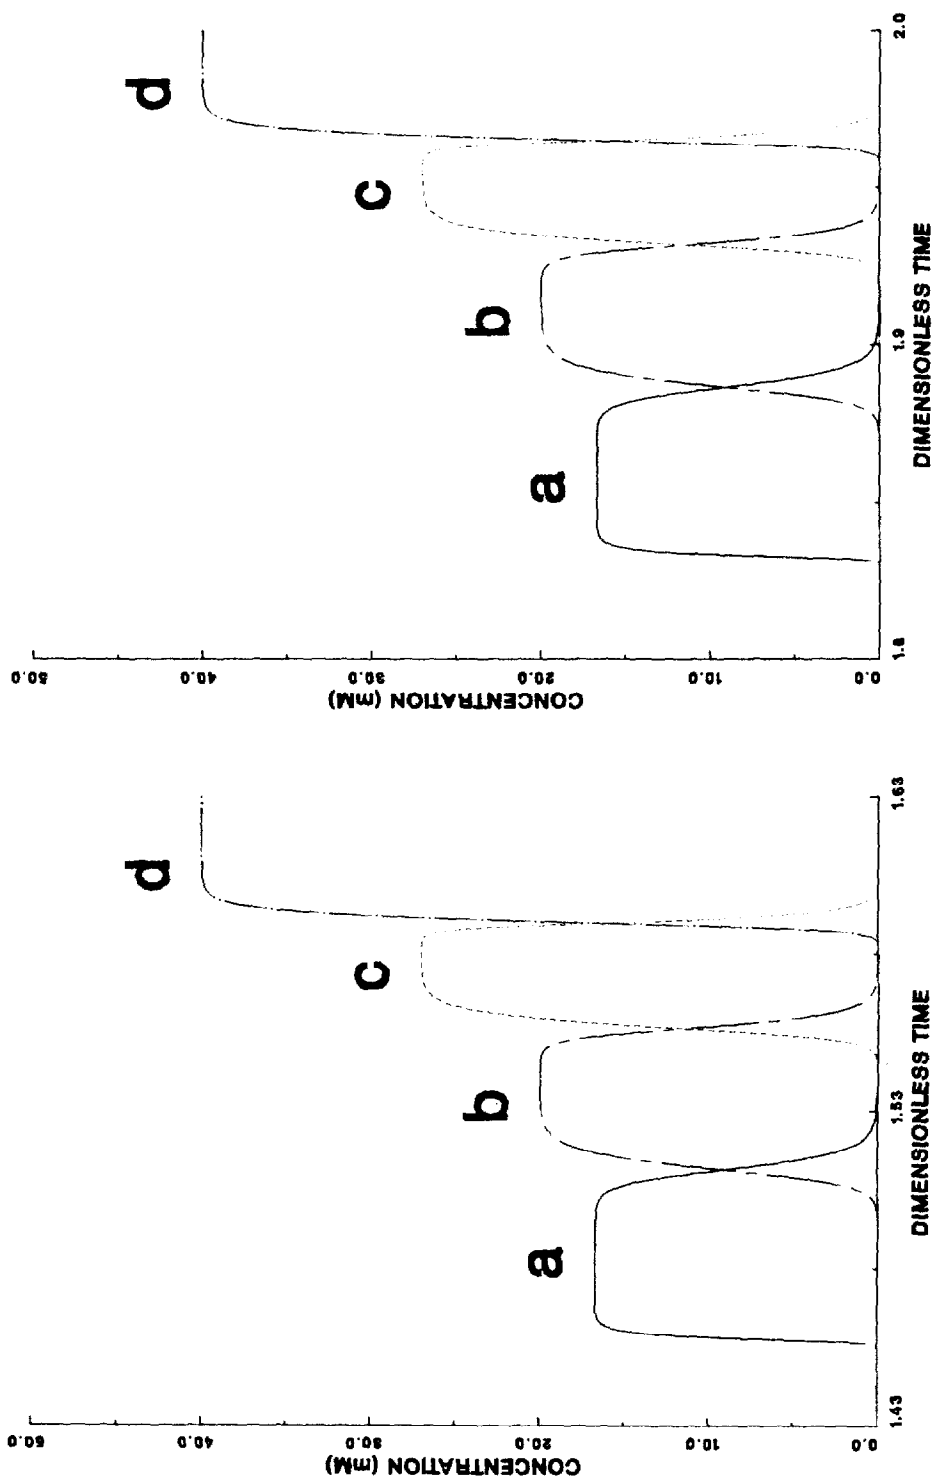 50.0
40.0
30.0
20.0
10.0
0.0
CONCENTRATION (mM)
a
b
c
d
1.8
1.9
2.0
DIMENSIONLESS TIME
50.0
40.0
30.0
20.0
10.0
0.0
CONCENTRATION (mM)
a
b
c
d
1.43
1.53
1.63
DIMENSIONLESS TIME